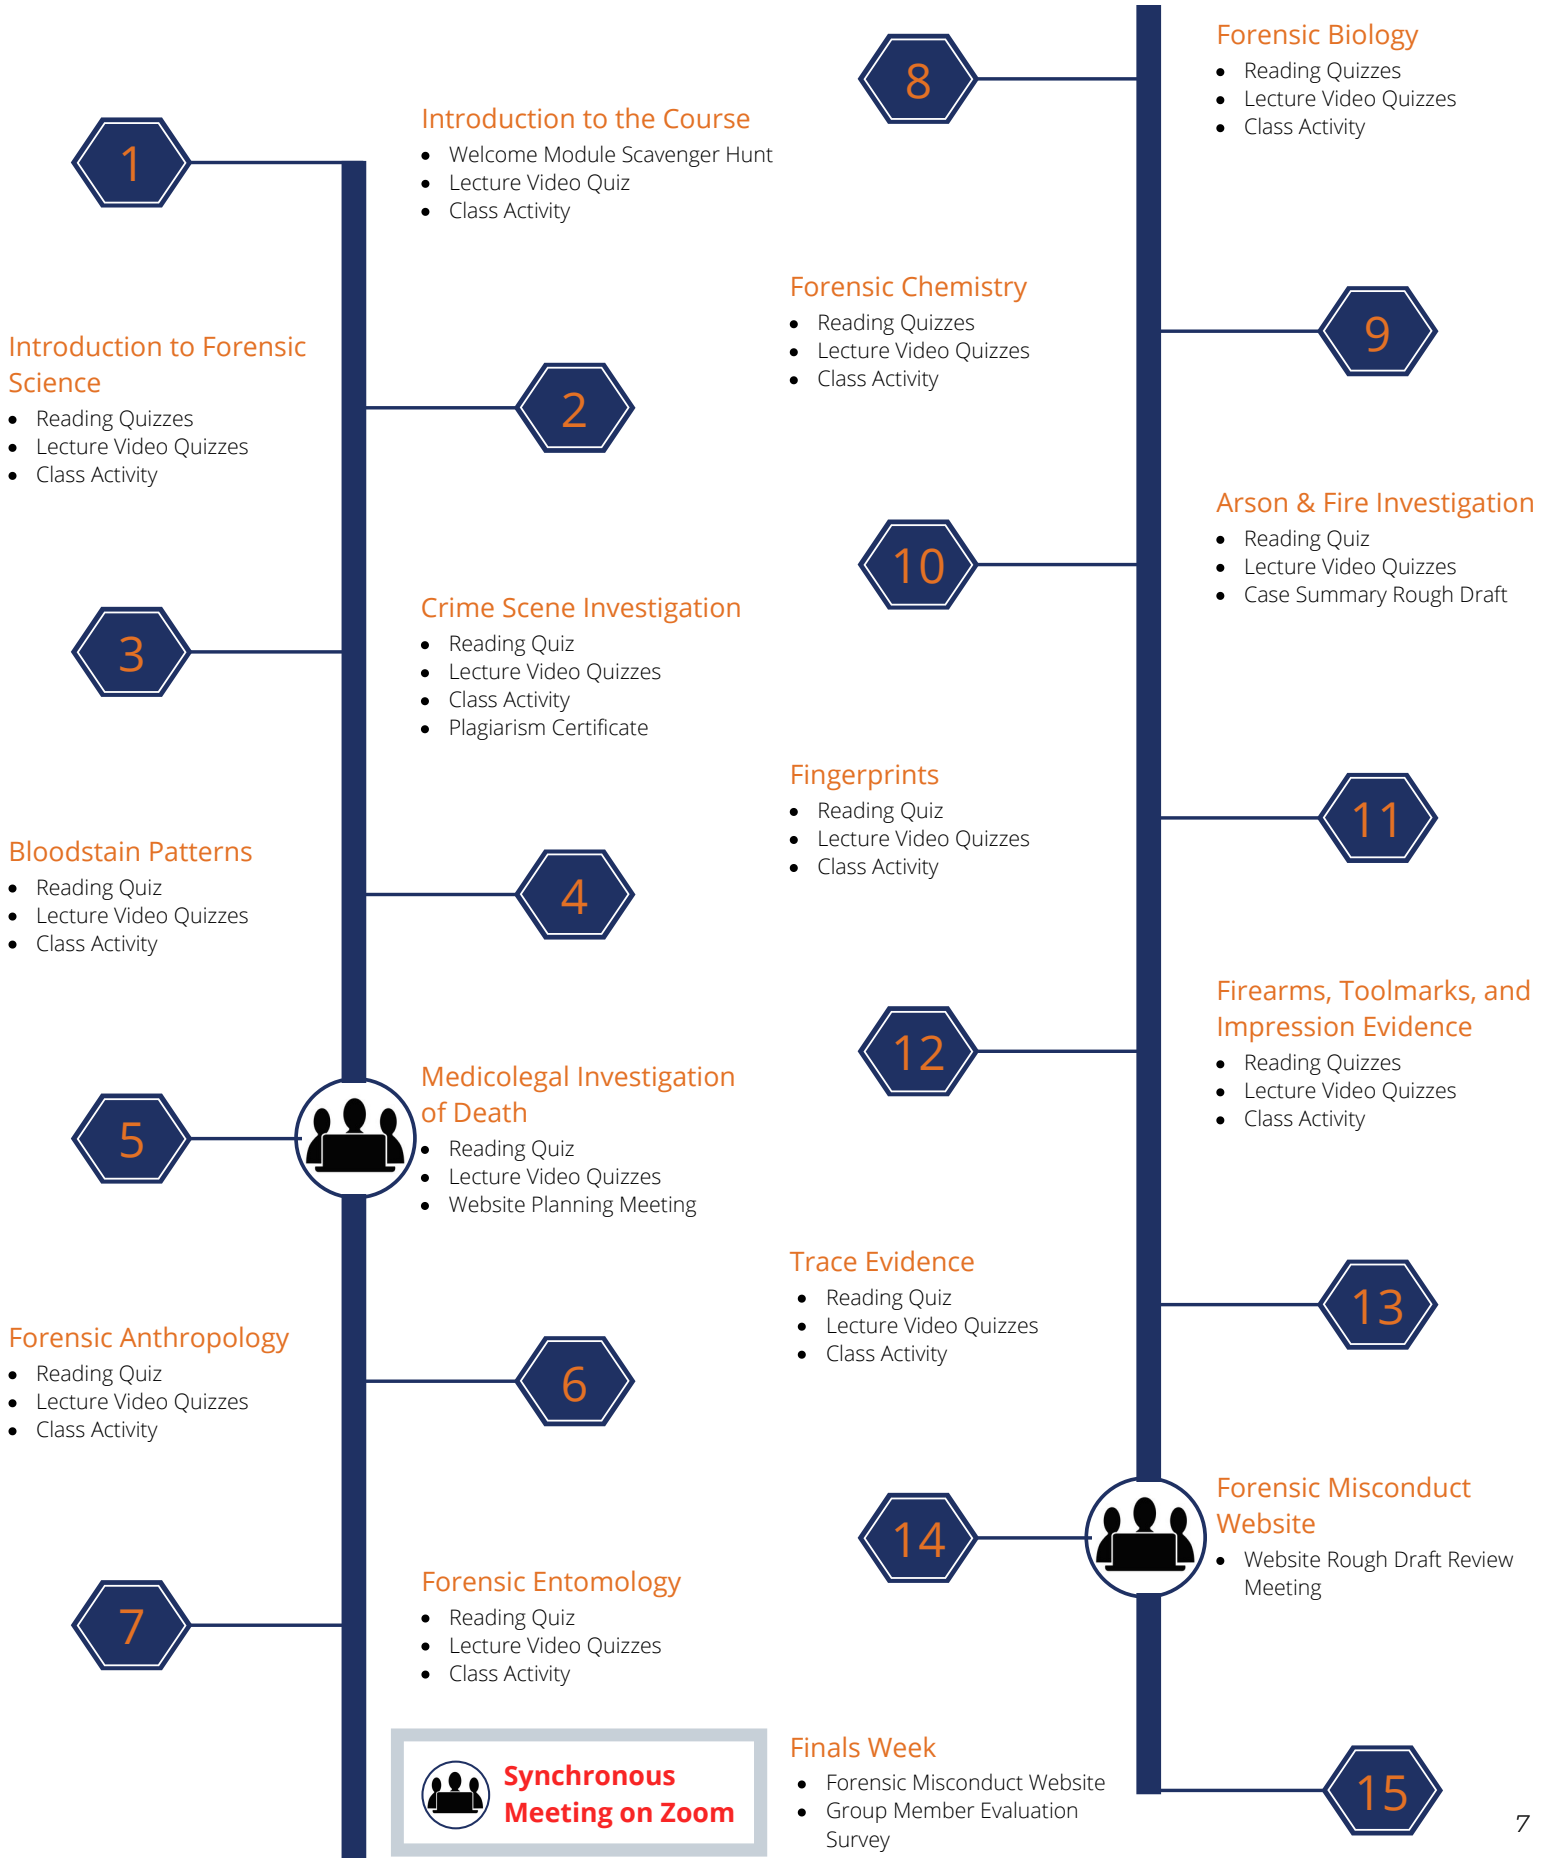 1
Introduction to the Course
Welcome Module Scavenger Hunt
Lecture Video Quiz
Class Activity
Introduction to Forensic
Science
Reading Quizzes
Lecture Video Quizzes
Class Activity
2
3
Crime Scene Investigation
Reading Quiz
Lecture Video Quizzes
Class Activity
Plagiarism Certificate
Bloodstain Patterns
Reading Quiz
Lecture Video Quizzes
Class Activity
4
5
Medicolegal Investigation
of Death
Reading Quiz
Lecture Video Quizzes
Website Planning Meeting
Forensic Anthropology
Reading Quiz
Lecture Video Quizzes
Class Activity
6
7
Forensic Entomology
Reading Quiz
Lecture Video Quizzes
Class Activity
Synchronous
Meeting on Zoom
8
Forensic Biology
Reading Quizzes
Lecture Video Quizzes
Class Activity
Forensic Chemistry
Reading Quizzes
Lecture Video Quizzes
Class Activity
9
10
Arson & Fire Investigation
Reading Quiz
Lecture Video Quizzes
Case Summary Rough Draft
Fingerprints
Reading Quiz
Lecture Video Quizzes
Class Activity
11
12
Firearms, Toolmarks, and
Impression Evidence
Reading Quizzes
Lecture Video Quizzes
Class Activity
Trace Evidence
Reading Quiz
Lecture Video Quizzes
Class Activity
13
14
Forensic Misconduct
Website
Website Rough Draft Review
Meeting
Finals Week
Forensic Misconduct Website
Group Member Evaluation
Survey
15
7